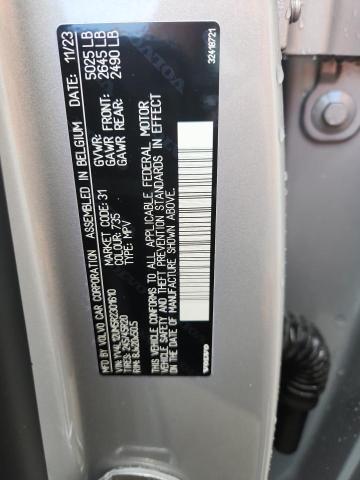 MFD BY VOLVO CAR CORPORATION ASSEMBLED IN BELGIUM 11/23
GVWR: 5025 LB
GAWR FRONT: 2645 LB
GAWR REAR: 2490 LB
MARKET CODE: 31
COLOUR: 735
TYPE: MPV
THIS VEHICLE CONFORMS TO ALL APPLICABLE FEDERAL MOTOR
VEHICLE SAFETY AND THEFT PREVENTION STANDARDS IN EFFECT
ON THE DATE OF MANUFACTURE SHOWN ABOVE.
VOLVO
32418721